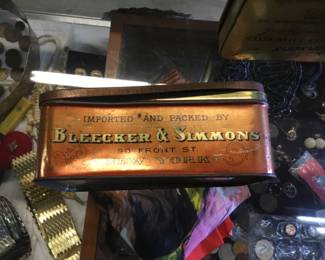 IMPORTED AND PACKED BY
BLEECKER & SIMMONS
90 FRONT ST.
NEW YORK